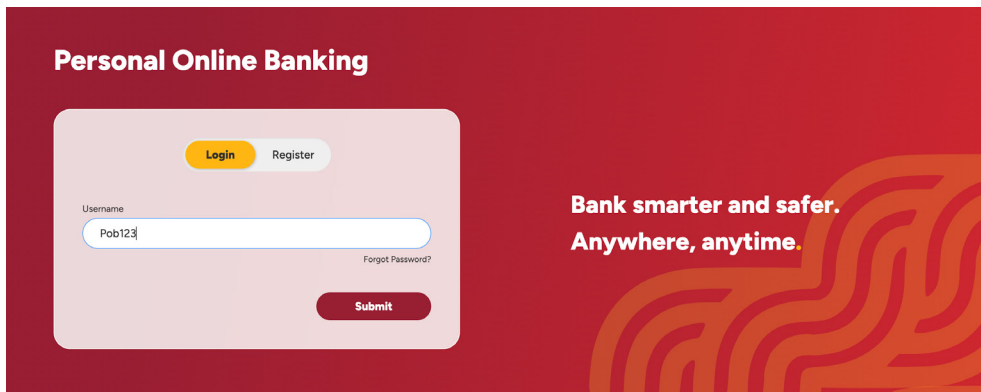 Personal Online Banking
Login Register
Username
Pob123
Forgot Password?
Submit
Bank smarter and safer.
Anywhere, anytime.